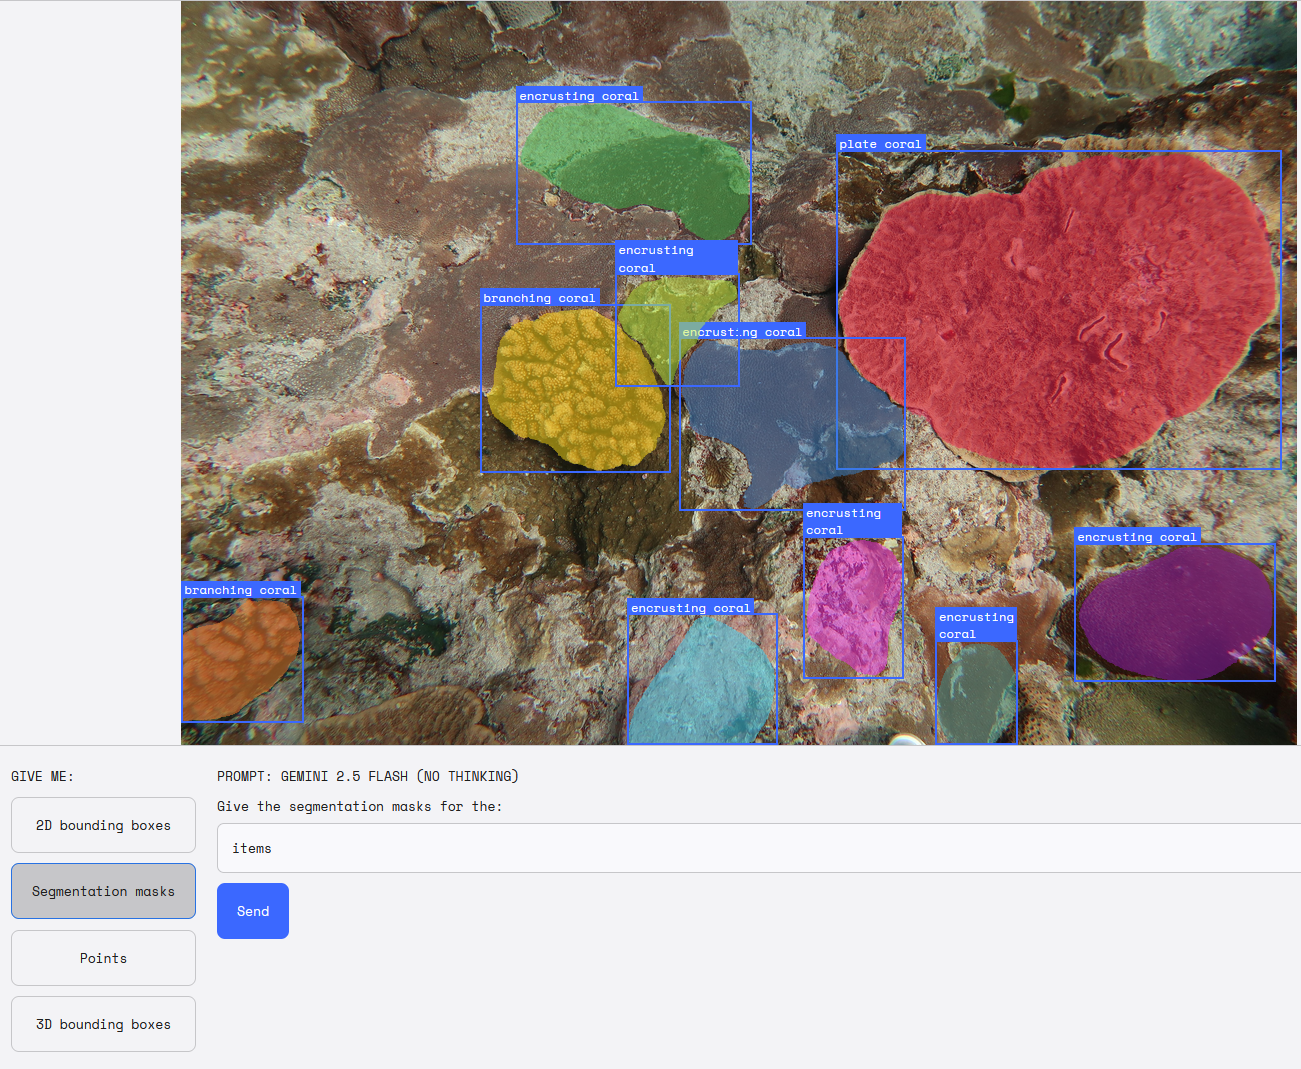 encrusting coral
plate coral
encrusting
coral
branching coral
encrusting coral
encrusting
coral
encrusting coral
branching coral
encrusting coral
encrusting
coral
GIVE ME:
2D bounding boxes
Segmentation masks
Points
3D bounding boxes
PROMPT: GEMINI 2.5 FLASH (NO THINKING)
Give the segmentation masks for the:
items
Send